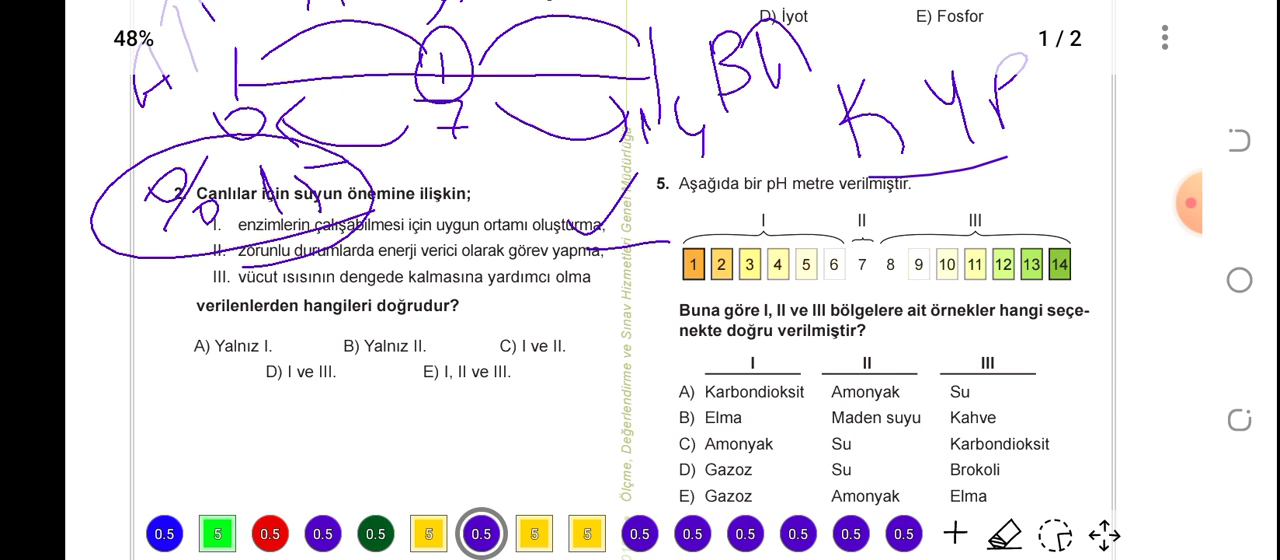 48%
1 / 2
D) İyot E) Fosfor
7
BU
K Y P
% 15
2. Canlılar için suyun önemine ilişkin;
I. enzimlerin çalışabilmesi için uygun ortamı oluşturma,
II. zorunlu durumlarda enerji verici olarak görev yapma,
III. vücut ısısının dengede kalmasına yardımcı olma
verilenlerden hangileri doğrudur?
A) Yalnız I. B) Yalnız II. C) I ve II.
D) I ve III. E) I, II ve III.
Ölçme, Değerlendirme ve Sınav Hizmetleri Genel Müdürlüğü
5. Aşağıda bir pH metre verilmiştir.
I II III
1 2 3 4 5 6 7 8 9 10 11 12 13 14
Buna göre I, II ve III bölgelere ait örnekler hangi seçe-
nekte doğru verilmiştir?
I II III
A) Karbondioksit Amonyak Su
B) Elma Maden suyu Kahve
C) Amonyak Su Karbondioksit
D) Gazoz Su Brokoli
E) Gazoz Amonyak Elma
0.5 5 0.5 0.5 0.5 5 0.5 5 5 0.5 0.5 0.5 0.5 0.5 0.5